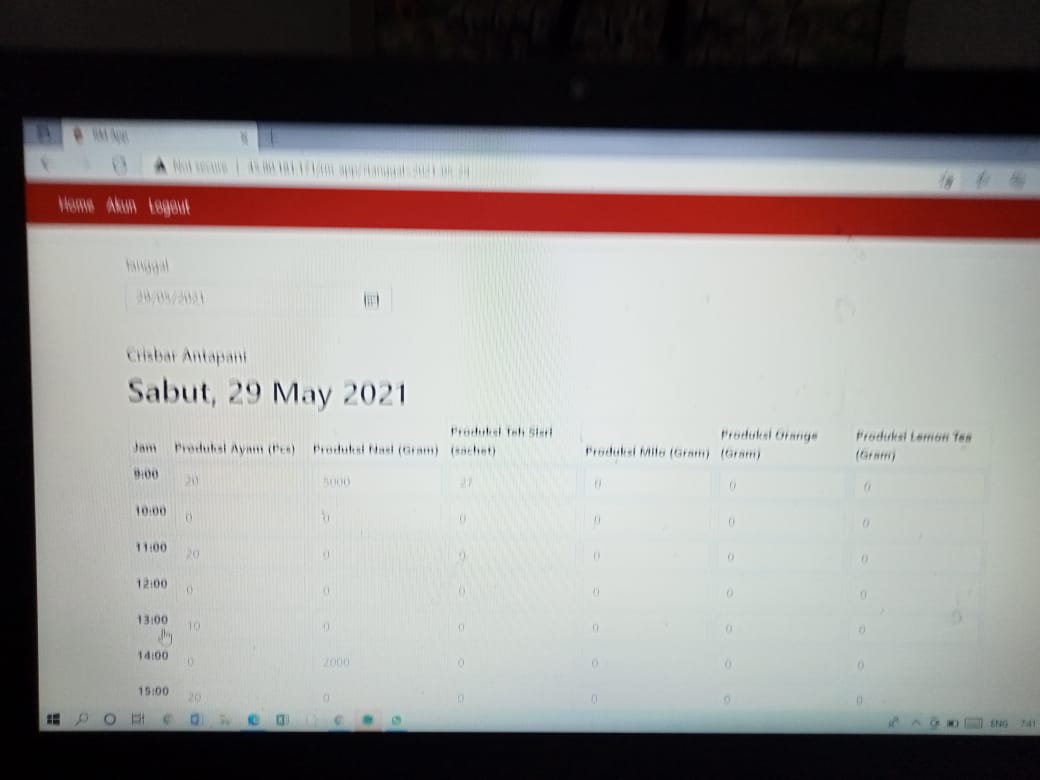 Not secure
Home Akun Logout
Tanggal
Crisbar Antapani
Sabut, 29 May 2021
Jam Produksi Ayam (Pcs) Produksi Nasi (Gram) Produksi Teh Sisri (sachet) Produksi Milo (Gram) Produksi Orange (Gram) Produksi Lemon Tea (Gram)
9:00 20 5000 27 0 0 0
10:00 0 0 0 0 0 0
11:00 20 0 0 0 0 0
12:00 0 0 0 0 0 0
13:00 10 0 0 0 0 0
14:00 0 2000 0 0 0 0
15:00 20 0 0 0 0 0
ENG 7:41